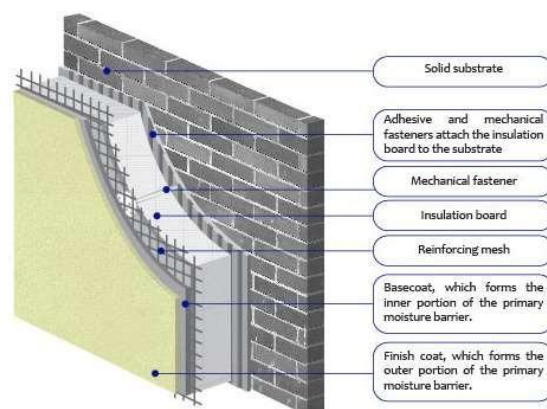 Solid substrate
Adhesive and mechanical
fasteners attach the insulation
board to the substrate
Mechanical fastener
Insulation board
Reinforcing mesh
Basecoat, which forms the
inner portion of the primary
moisture barrier.
Finish coat, which forms the
outer portion of the primary
moisture barrier.